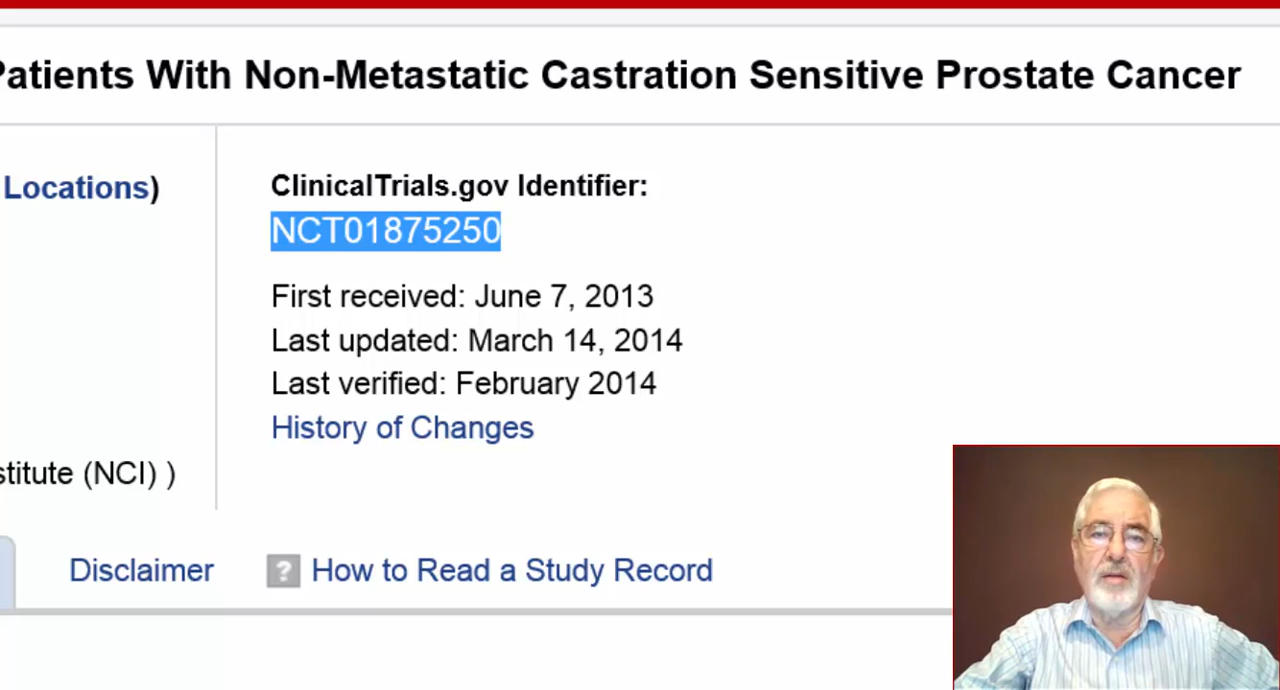 Patients With Non-Metastatic Castration Sensitive Prostate Cancer
Locations)
ClinicalTrials.gov Identifier:
NCT01875250
First received: June 7, 2013
Last updated: March 14, 2014
Last verified: February 2014
History of Changes
stitute (NCI) )
Disclaimer
? How to Read a Study Record